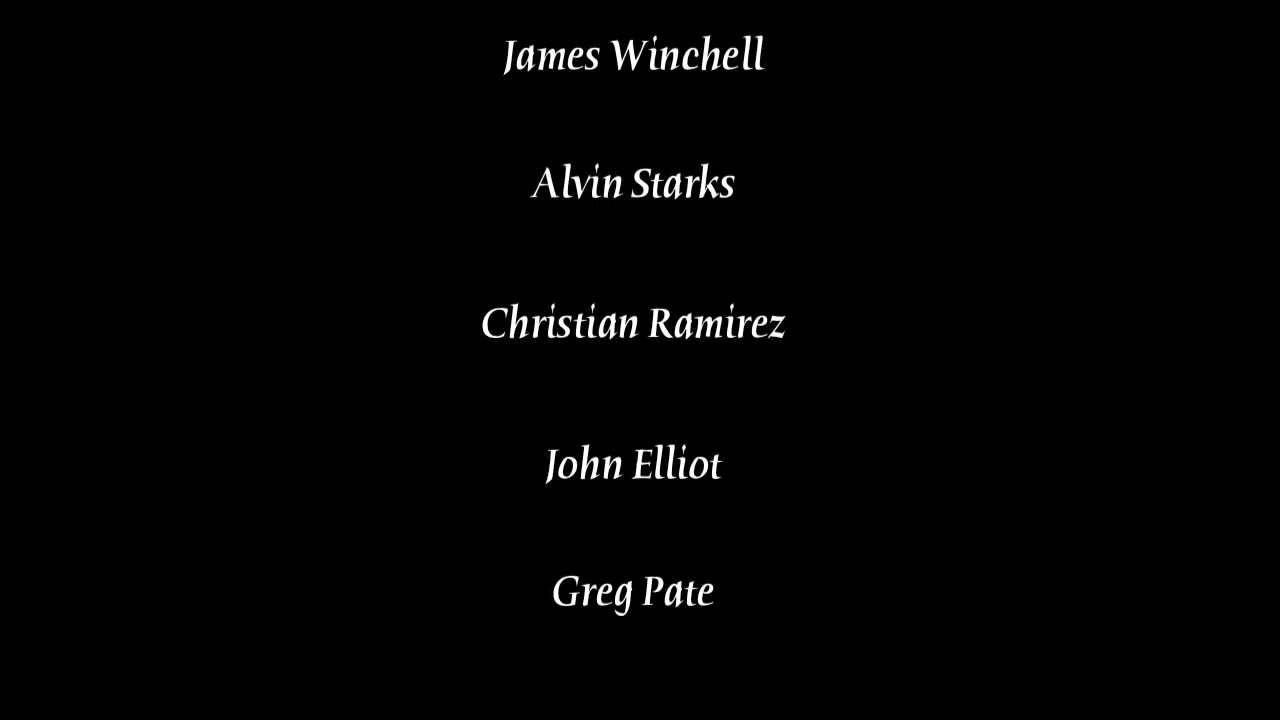 James Winchell
Alvin Starks
Christian Ramirez
John Elliot
Greg Pate